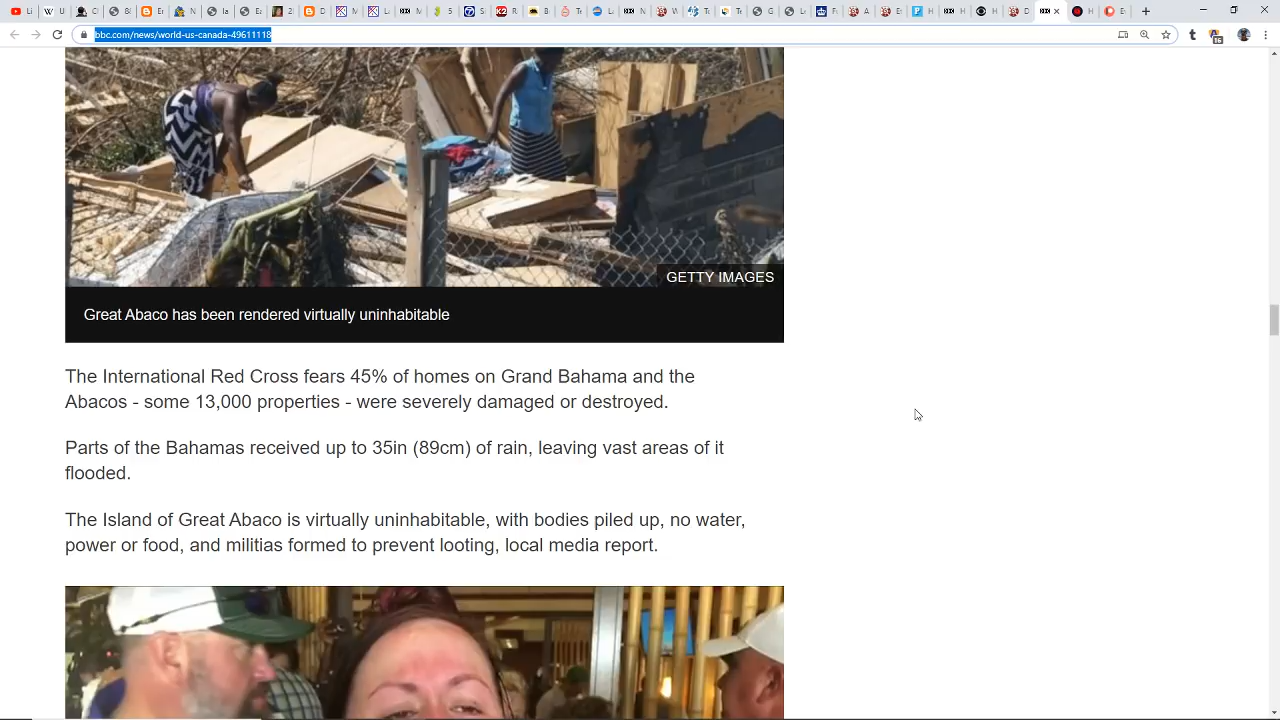 bbc.com/news/world-us-canada-49611118
GETTY IMAGES
Great Abaco has been rendered virtually uninhabitable
The International Red Cross fears 45% of homes on Grand Bahama and the
Abacos - some 13,000 properties - were severely damaged or destroyed.
Parts of the Bahamas received up to 35in (89cm) of rain, leaving vast areas of it
flooded.
The Island of Great Abaco is virtually uninhabitable, with bodies piled up, no water,
power or food, and militias formed to prevent looting, local media report.